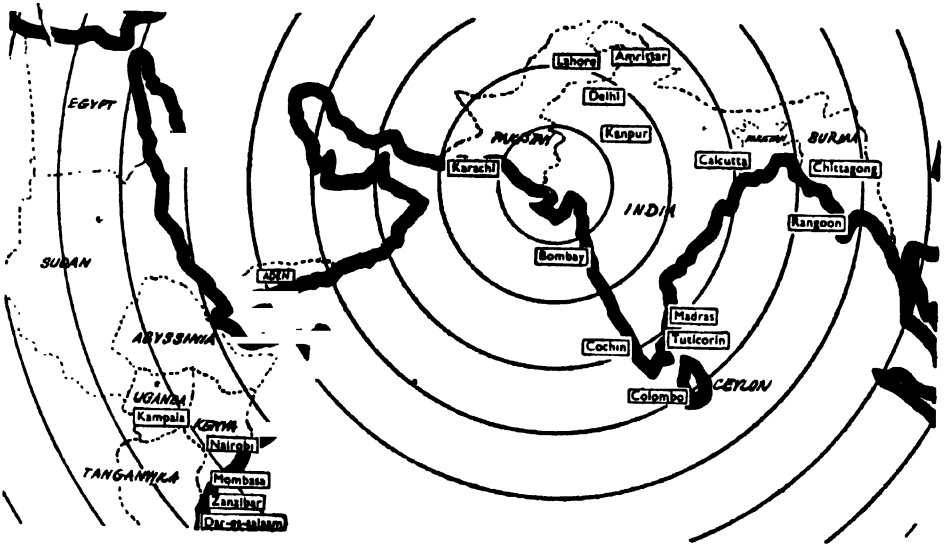 Lahore
Amritsar
Delhi
EGYPT
Kanpur
PAKISTAN
BURMA
Calcutta
Karachi
Chittagong
INDIA
Rangoon
Bombay
SUDAN
ADEN
Madras
ABYSSINIA
Tuticorin
Cochin
CEYLON
Colombo
UGANDA
Kampala
KENYA
Nairobi
TANGANYIKA
Mombasa
Zanzibar
Dar-es-salaam